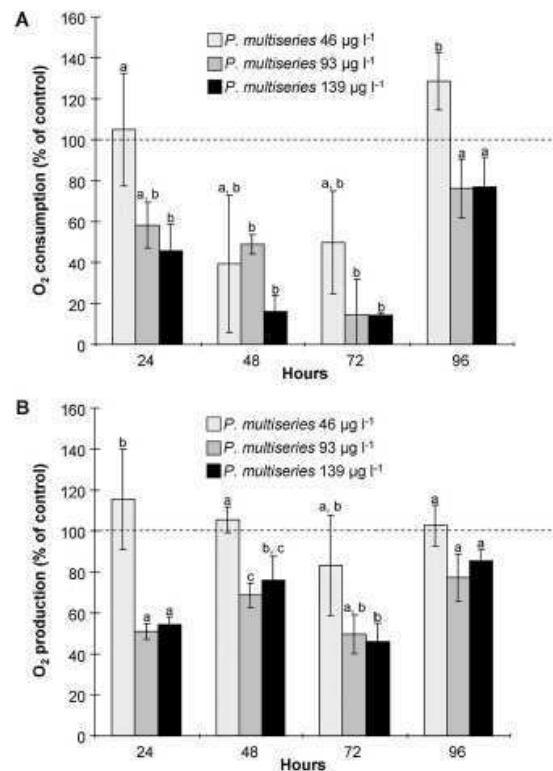 A
160
140
120
100
80
60
40
20
0
O₂ consumption (% of control)
P. multiseries 46 µg l⁻¹
P. multiseries 93 µg l⁻¹
P. multiseries 139 µg l⁻¹
a
a, b
b
a, b
b
b
a, b
b
b
b
a
a
24
48
72
96
Hours
B
160
140
120
100
80
60
40
20
0
O₂ production (% of control)
P. multiseries 46 µg l⁻¹
P. multiseries 93 µg l⁻¹
P. multiseries 139 µg l⁻¹
b
a
a
a
c
b, c
a, b
a, b
b
a
a
a
24
48
72
96
Hours